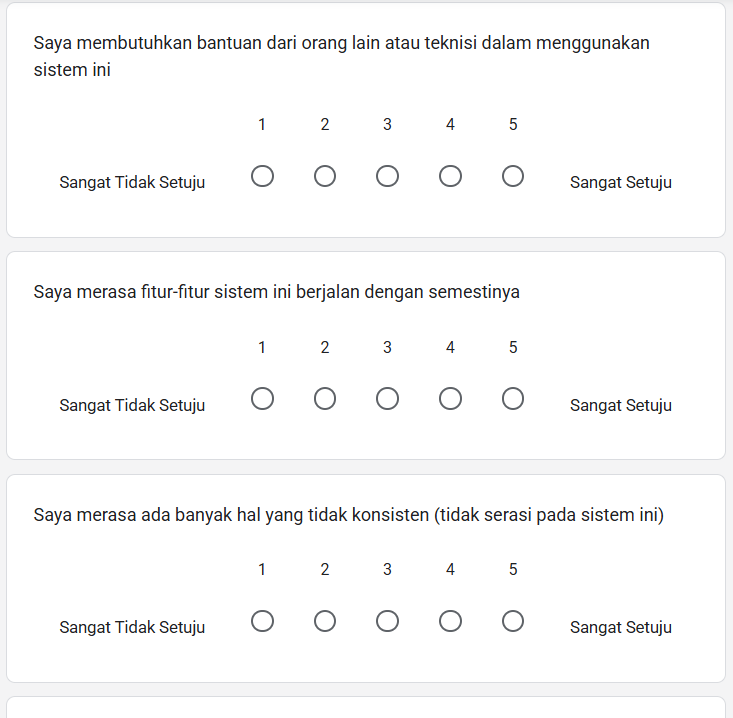 Saya membutuhkan bantuan dari orang lain atau teknisi dalam menggunakan
sistem ini
1 2 3 4 5
Sangat Tidak Setuju Sangat Setuju
Saya merasa fitur-fitur sistem ini berjalan dengan semestinya
1 2 3 4 5
Sangat Tidak Setuju Sangat Setuju
Saya merasa ada banyak hal yang tidak konsisten (tidak serasi pada sistem ini)
1 2 3 4 5
Sangat Tidak Setuju Sangat Setuju